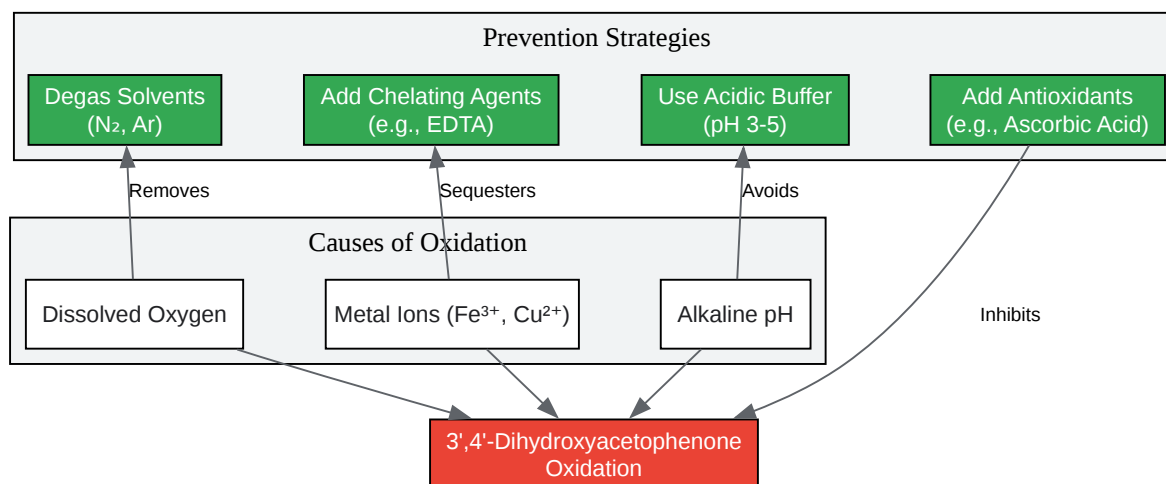 Prevention Strategies
Degas Solvents
(N₂, Ar)
Add Chelating Agents
(e.g., EDTA)
Use Acidic Buffer
(pH 3-5)
Add Antioxidants
(e.g., Ascorbic Acid)
Removes
Sequesters
Avoids
Causes of Oxidation
Dissolved Oxygen
Metal Ions (Fe³⁺, Cu²⁺)
Alkaline pH
Inhibits
3',4'-Dihydroxyacetophenone
Oxidation